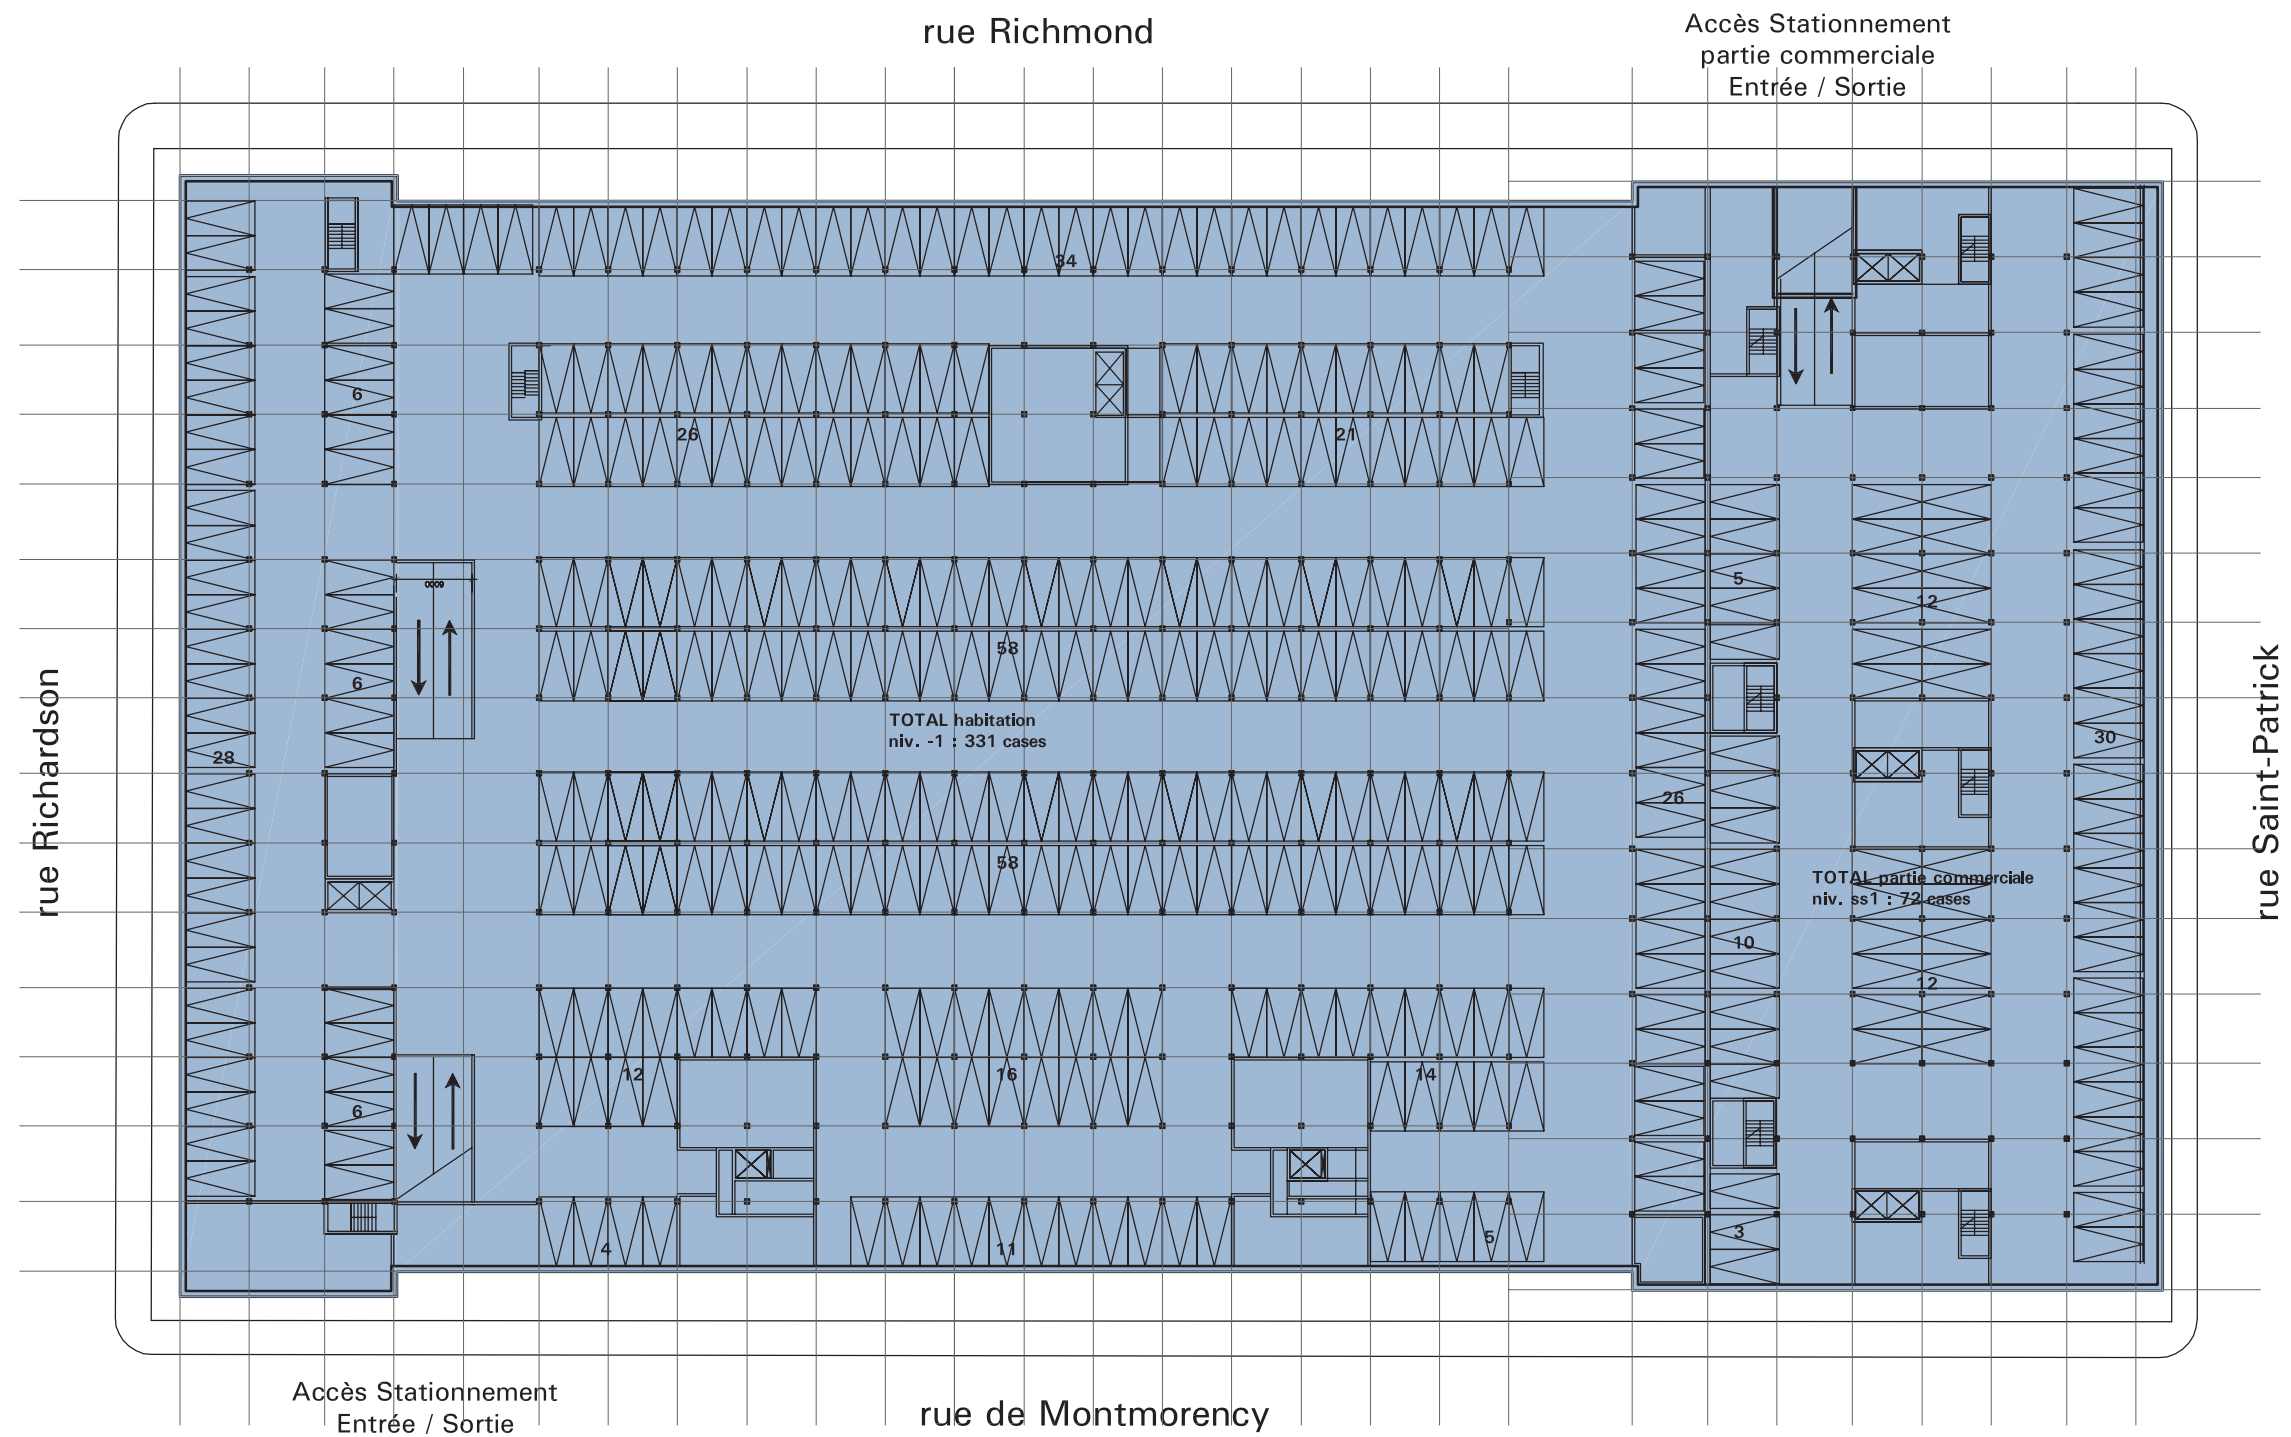 rue Richmond
Accès Stationnement
partie commerciale
Entrée / Sortie
34
6
26
21
6000
5
12
58
6
TOTAL habitation
niv. -1 : 331 cases
28
30
26
58
TOTAL partie commerciale
niv. ss1 : 72 cases
10
12
12
16
14
6
3
4
11
5
rue Richardson
rue Saint-Patrick
Accès Stationnement
Entrée / Sortie
rue de Montmorency